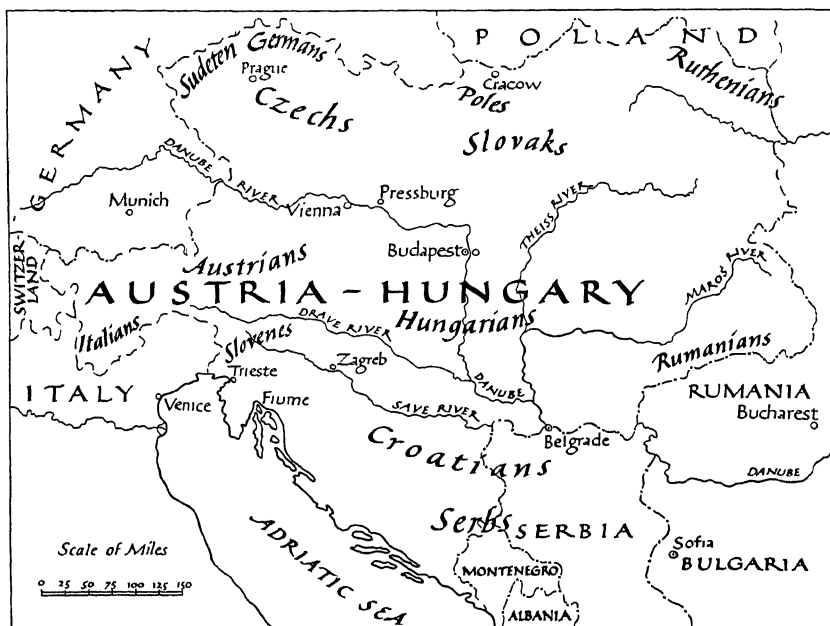 POLAND
GERMANY
Sudeten Germans
Prague
Czechs
Cracow
Poles
Ruthenians
Slovaks
DANUBE RIVER
Munich
Vienna
Pressburg
THEISS RIVER
Budapest
SWITZER-
LAND
Austrians
MAROS RIVER
AUSTRIA-HUNGARY
Italians
DRAVE RIVER
Hungarians
Slovenes
Rumanians
Zagreb
Trieste
ITALY
Venice
Fiume
DANUBE
SAVE RIVER
RUMANIA
Bucharest
Belgrade
Croatians
DANUBE
Serbs
SERBIA
ADRIATIC SEA
Sofia
BULGARIA
MONTENEGRO
ALBANIA
Scale of Miles
0 25 50 75 100 125 150